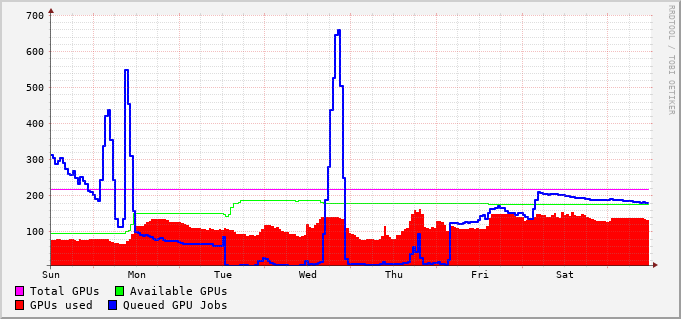 700
600
500
400
300
200
100
Sun Mon Tue Wed Thu Fri Sat
Total GPUs Available GPUs
GPUs used Queued GPU Jobs
RRDTOOL / TOBI OETIKER